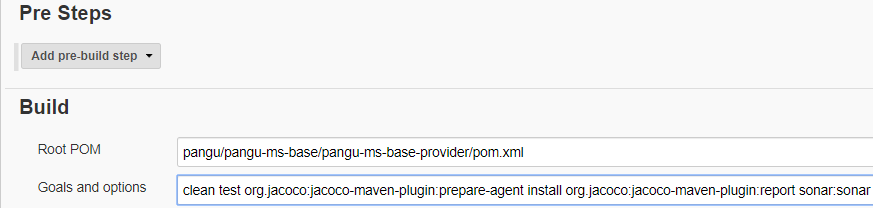 Pre Steps
Add pre-build step
Build
Root POM
pangu/pangu-ms-base/pangu-ms-base-provider/pom.xml
Goals and options
clean test org.jacoco:jacoco-maven-plugin:prepare-agent install org.jacoco:jacoco-maven-plugin:report sonar:sonar